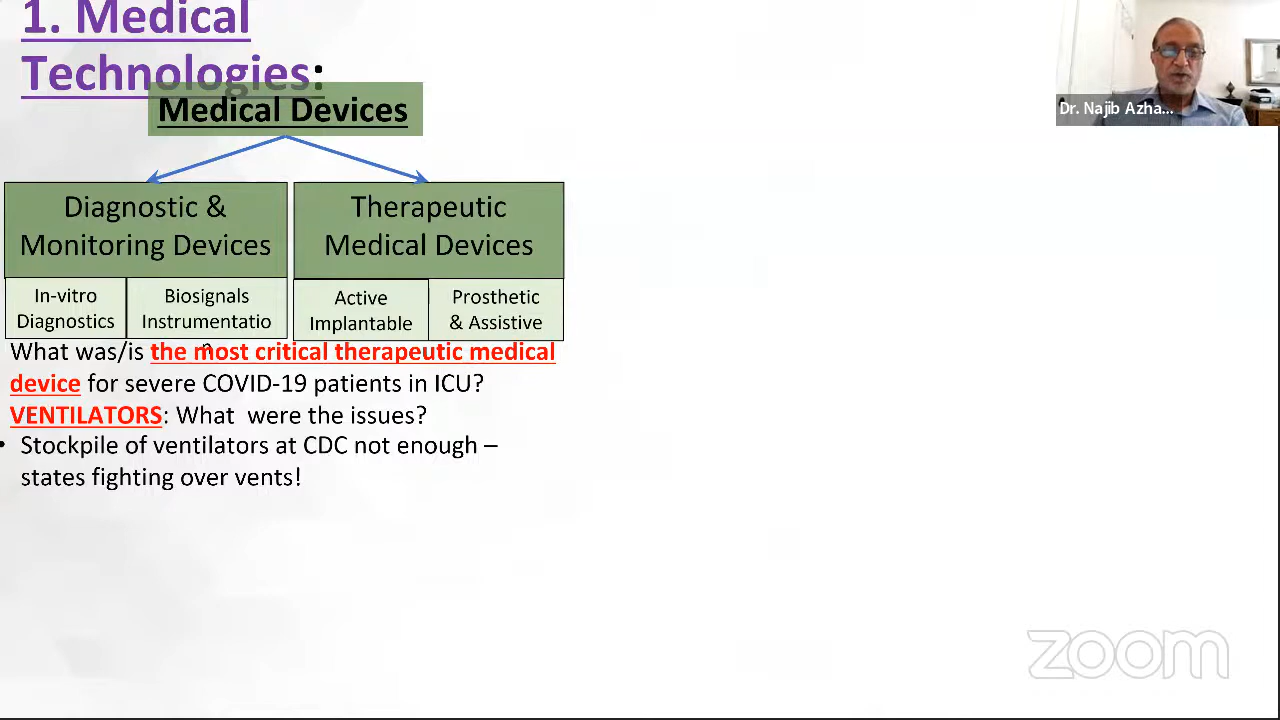 1. Medical
Technologies:
Dr. Najib Azha...
Medical Devices
Diagnostic &
Monitoring Devices
Therapeutic
Medical Devices
In-vitro
Diagnostics
Biosignals
Instrumentatio
n
Active
Implantable
Prosthetic
& Assistive
What was/is the most critical therapeutic medical
device for severe COVID-19 patients in ICU?
VENTILATORS: What were the issues?
• Stockpile of ventilators at CDC not enough –
states fighting over vents!
zoom